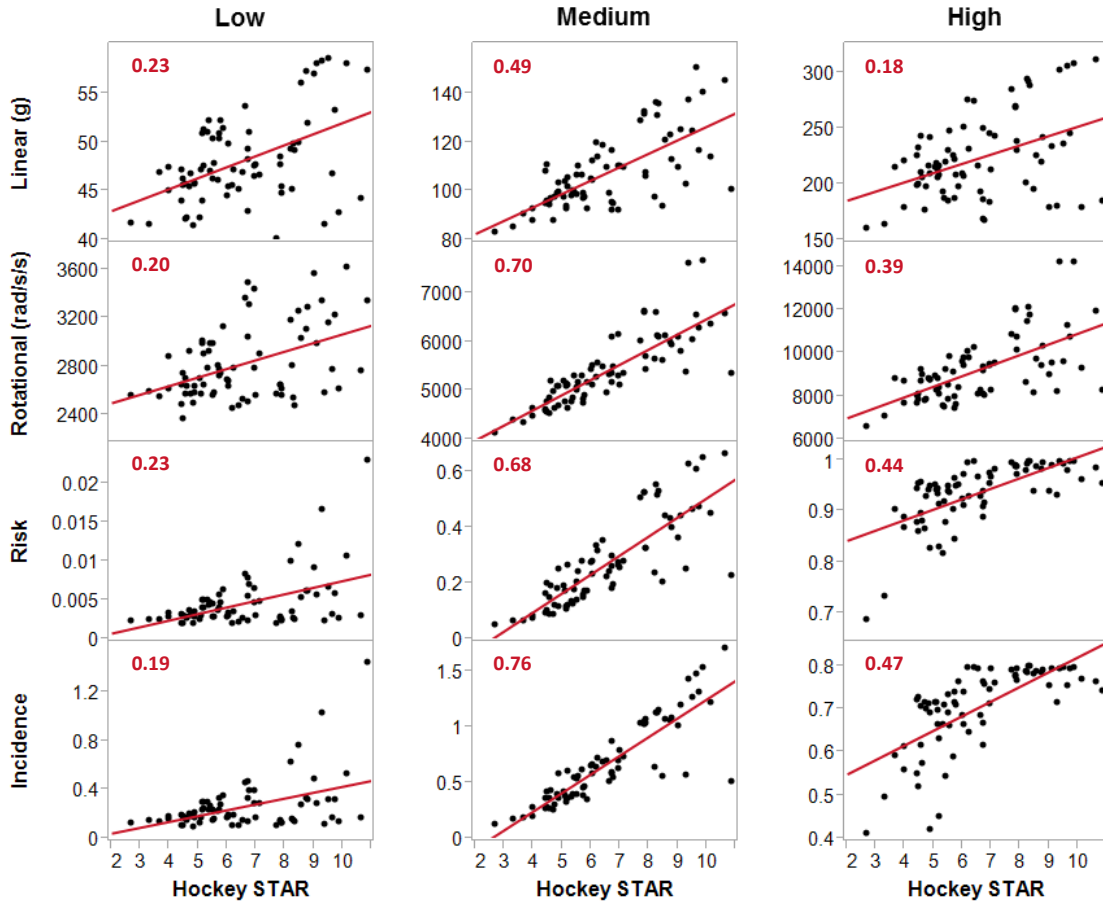 Low Medium High
0.23 0.49 0.18
Linear (g)
55 50 45 40
140 120 100 80
300 250 200 150
0.20 0.70 0.39
Rotational (rad/s/s)
3600 3200 2800 2400
7000 6000 5000 4000
14000 12000 10000 8000 6000
0.23 0.68 0.44
Risk
0.02 0.015 0.01 0.005 0
0.6 0.4 0.2 0
1 0.9 0.8 0.7
0.19 0.76 0.47
Incidence
1.2 0.8 0.4 0
1.5 1 0.5 0
0.8 0.7 0.6 0.5 0.4
2 3 4 5 6 7 8 9 10 2 3 4 5 6 7 8 9 10 2 3 4 5 6 7 8 9 10
Hockey STAR Hockey STAR Hockey STAR